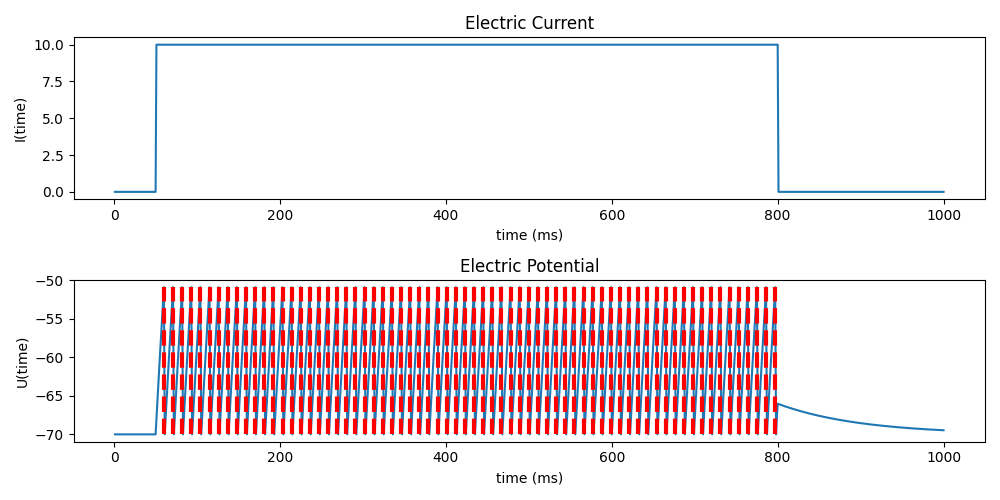 Electric Current
10.0
7.5
5.0
2.5
0.0
I(time)
0 200 400 600 800 1000
time (ms)
Electric Potential
−50
−55
−60
−65
−70
U(time)
0 200 400 600 800 1000
time (ms)